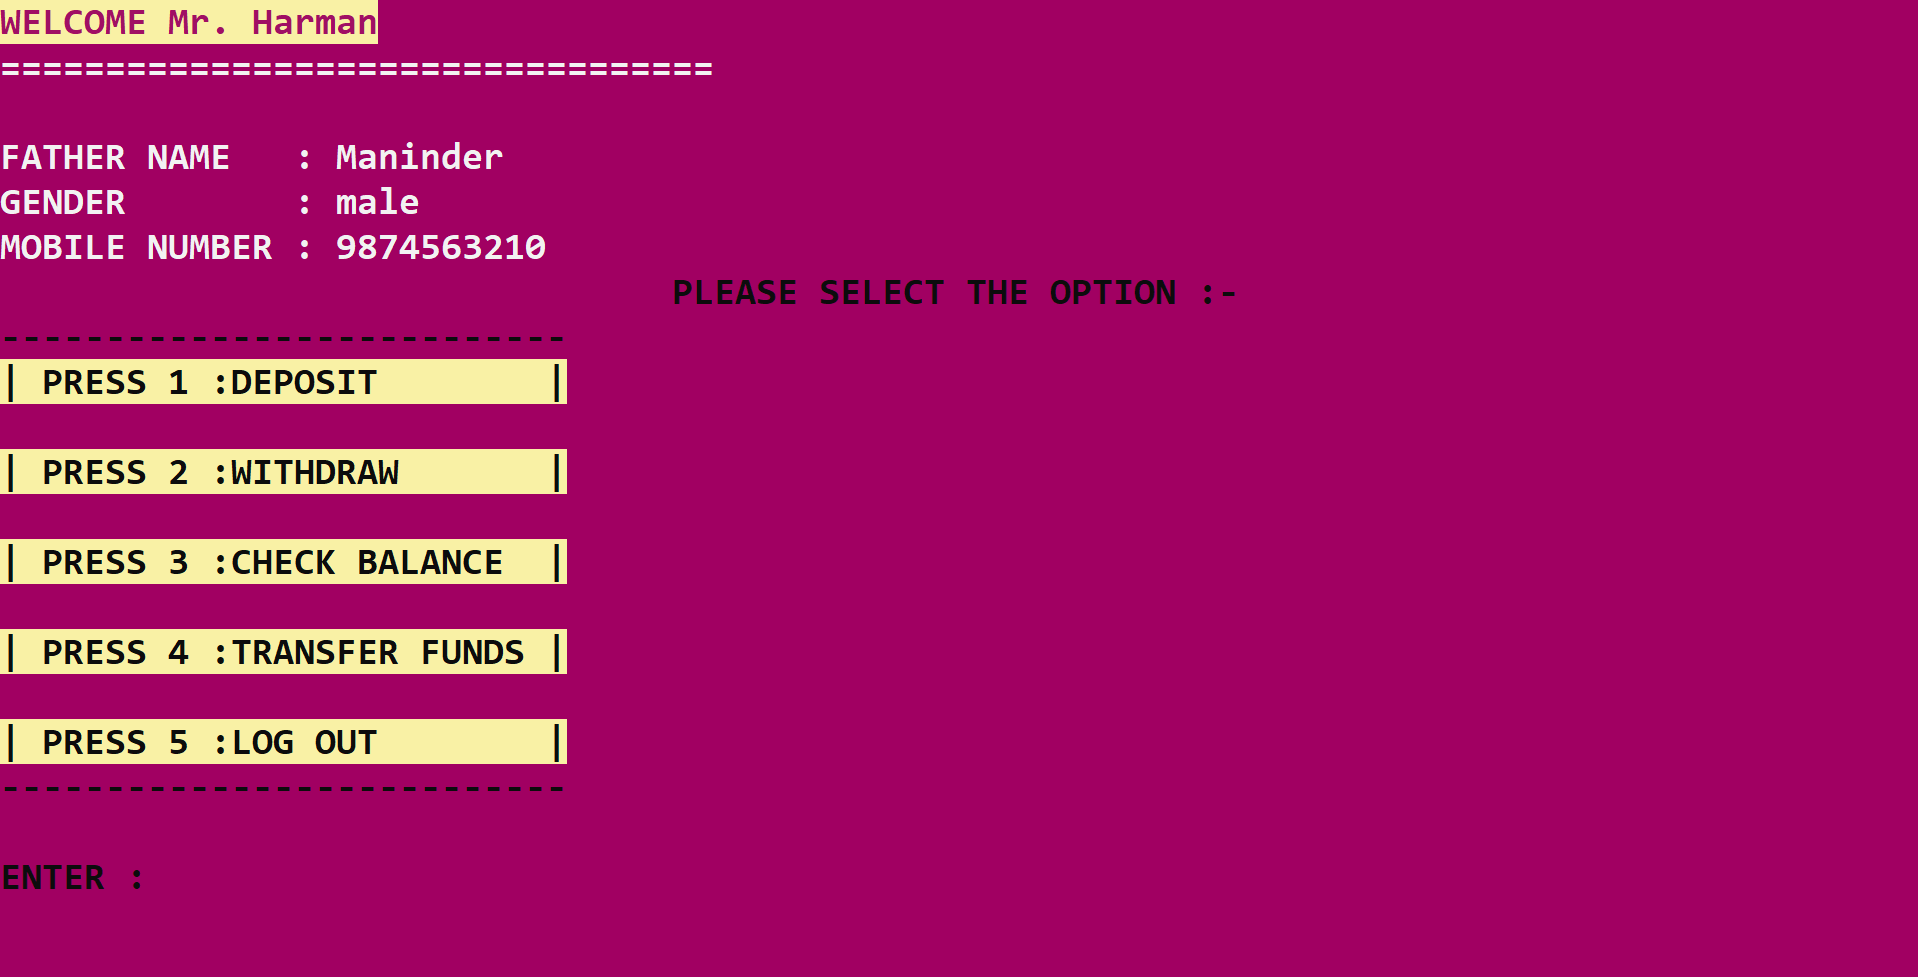 WELCOME Mr. Harman
==================================
FATHER NAME   : Maninder
GENDER        : male
MOBILE NUMBER : 9874563210
PLEASE SELECT THE OPTION :-
---------------------------
| PRESS 1 :DEPOSIT        |
| PRESS 2 :WITHDRAW       |
| PRESS 3 :CHECK BALANCE  |
| PRESS 4 :TRANSFER FUNDS |
| PRESS 5 :LOG OUT        |
---------------------------
ENTER :